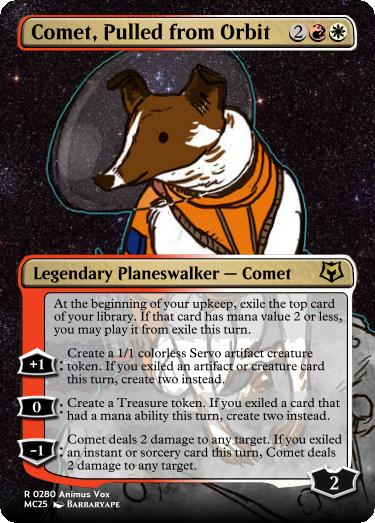 Comet, Pulled from Orbit 2
Legendary Planeswalker — Comet
At the beginning of your upkeep, exile the top card
of your library. If that card has mana value 2 or less,
you may play it from exile this turn.
+1: Create a 1/1 colorless Servo artifact creature
token. If you exiled an artifact or creature card
this turn, create two instead.
0: Create a Treasure token. If you exiled a card that
had a mana ability this turn, create two instead.
-1: Comet deals 2 damage to any target. If you exiled
an instant or sorcery card this turn, Comet deals
2 damage to any target.
2
R 0280 Animus Vox
MC25 Barbaryape